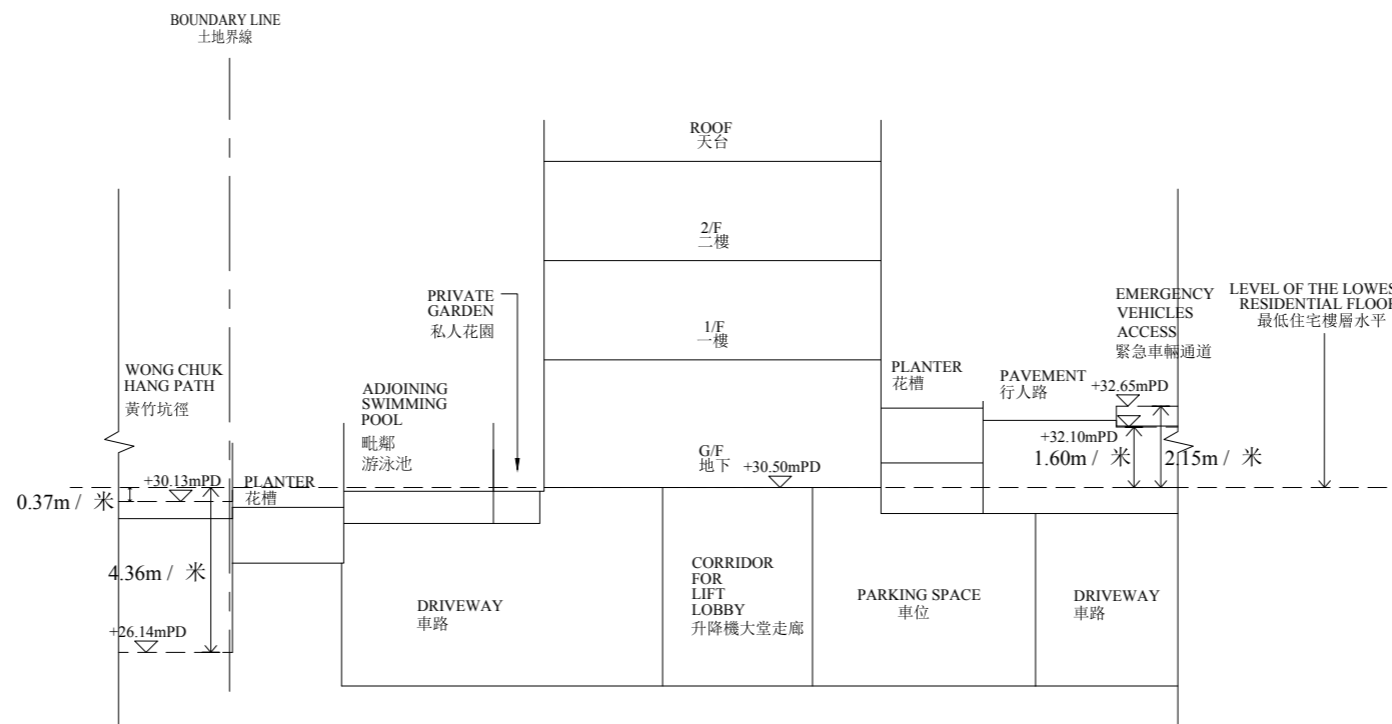 BOUNDARY LINE
土地界線
ROOF
天台
2/F
二樓
PRIVATE
GARDEN
私人花園
1/F
一樓
EMERGENCY
VEHICLES
ACCESS
緊急車輛通道
LEVEL OF THE LOWES
RESIDENTIAL FLOOR
最低住宅樓層水平
WONG CHUK
HANG PATH
黃竹坑徑
ADJOINING
SWIMMING
POOL
毗鄰
游泳池
PLANTER
花槽
PAVEMENT
行人路
+32.65mPD
+32.10mPD
1.60m / 米
2.15m / 米
G/F
地下
+30.50mPD
+30.13mPD
0.37m / 米
PLANTER
花槽
4.36m / 米
+26.14mPD
DRIVEWAY
車路
CORRIDOR
FOR
LIFT
LOBBY
升降機大堂走廊
PARKING SPACE
車位
DRIVEWAY
車路